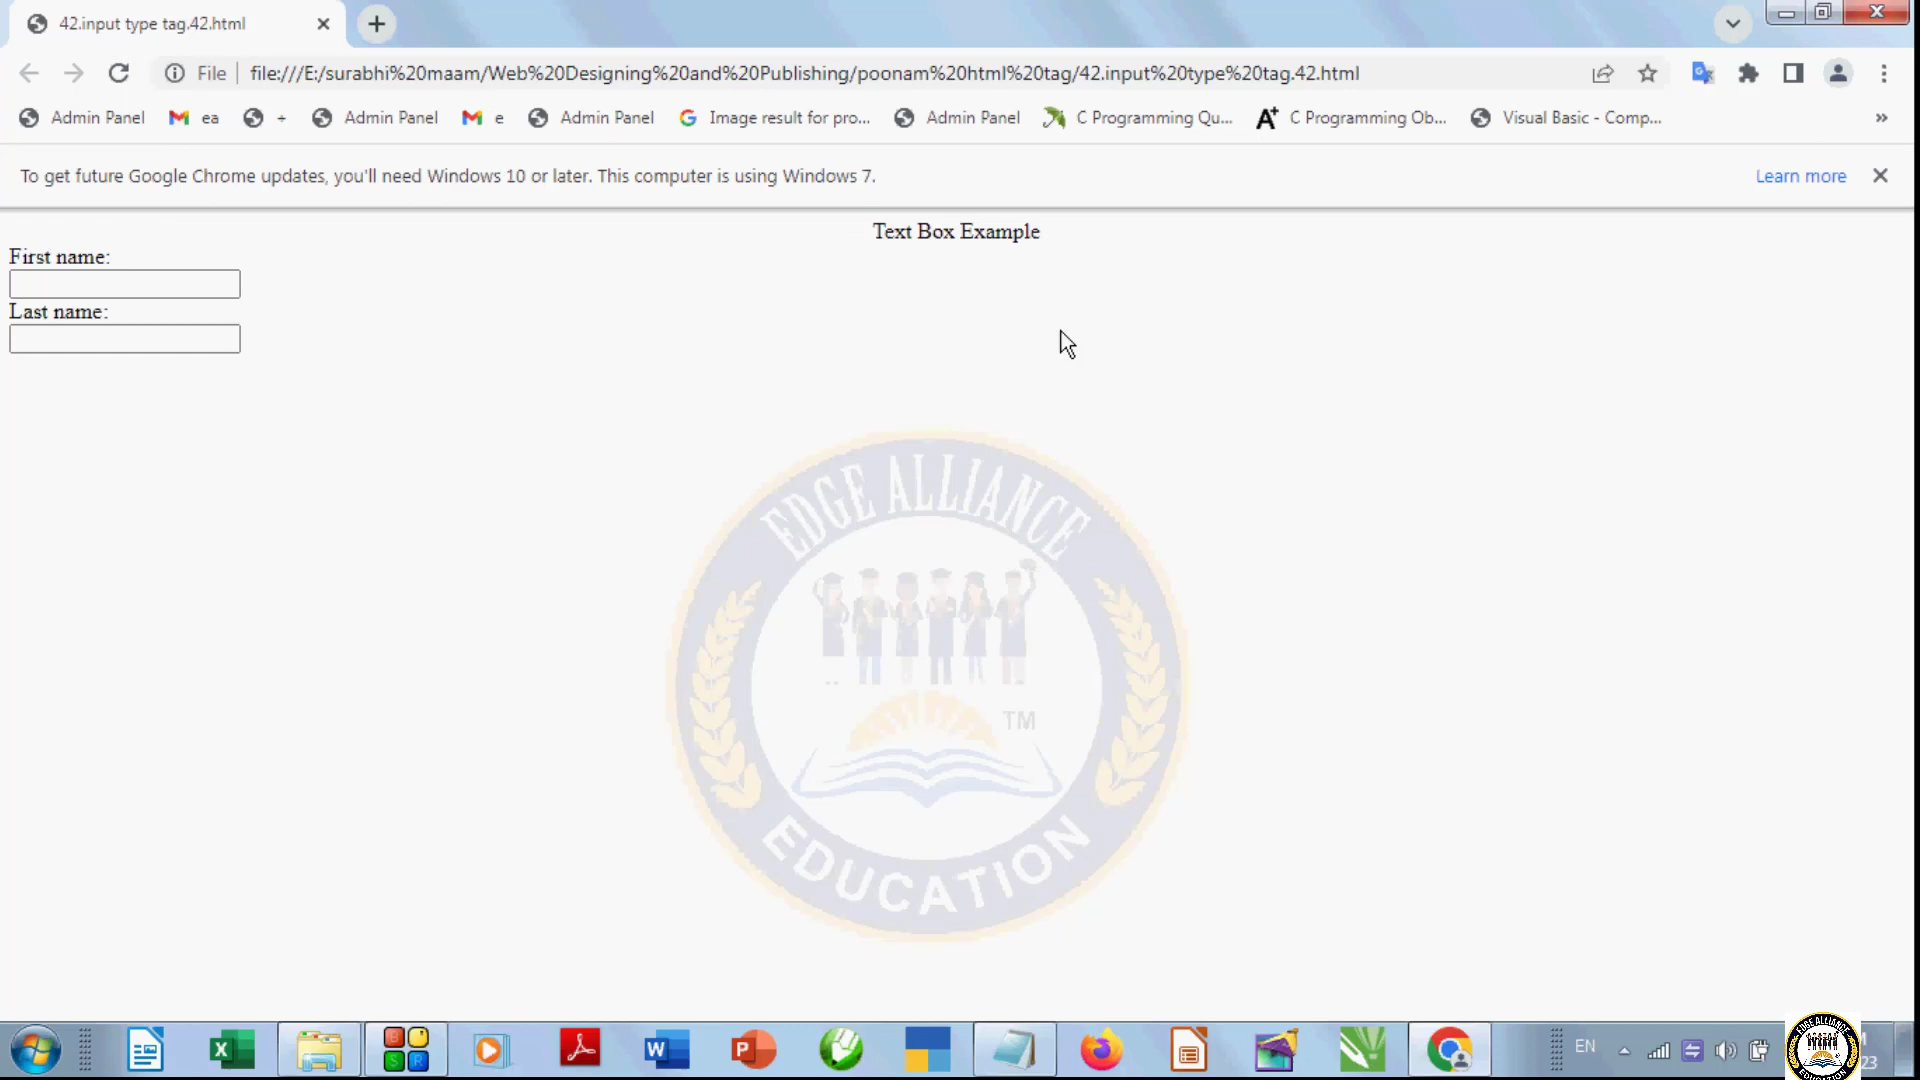 42.input type tag.42.html
File file:///E:/surabhi%20maam/Web%20Designing%20and%20Publishing/poonam%20html%20tag/42.input%20type%20tag.42.html
Admin Panel ea + Admin Panel e Admin Panel Image result for pro... Admin Panel C Programming Qu... C Programming Ob... Visual Basic - Comp... »
To get future Google Chrome updates, you'll need Windows 10 or later. This computer is using Windows 7. Learn more
Text Box Example
First name:
Last name:
EDGE ALLIANCE
TM
EDUCATION
EN
EDGE ALLIANCE
EDUCATION